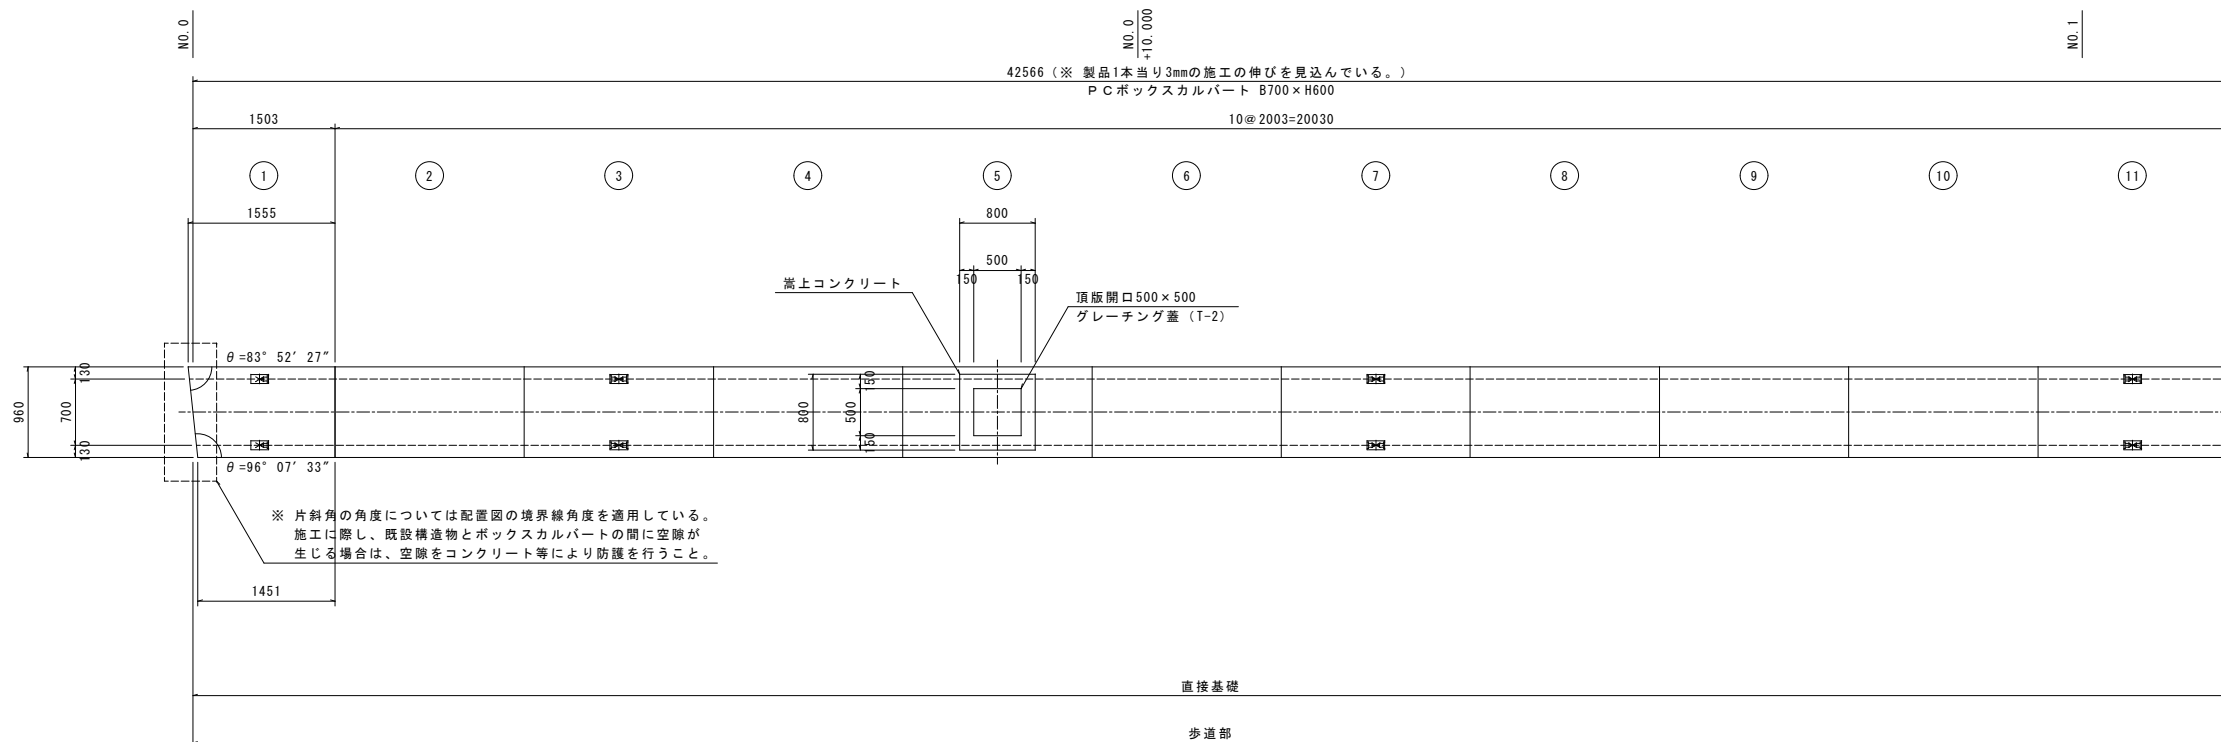 NO.0
NO.0
+10.000
NO.1
42566（※ 製品1本当り3mmの施工の伸びを見込んでいる。）
ＰＣボックスカルバート B700×H600
1503
10@2003=20030
1
2
3
4
5
6
7
8
9
10
11
1555
800
500
150
150
嵩上コンクリート
頂版開口500×500
グレーチング蓋（T-2）
θ=83°52′27″
130
960
700
130
800
150
500
150
θ=96°07′33″
※ 片斜角の角度については配置図の境界線角度を適用している。
施工に際し、既設構造物とボックスカルバートの間に空隙が
生じる場合は、空隙をコンクリート等により防護を行うこと。
1451
直接基礎
歩道部